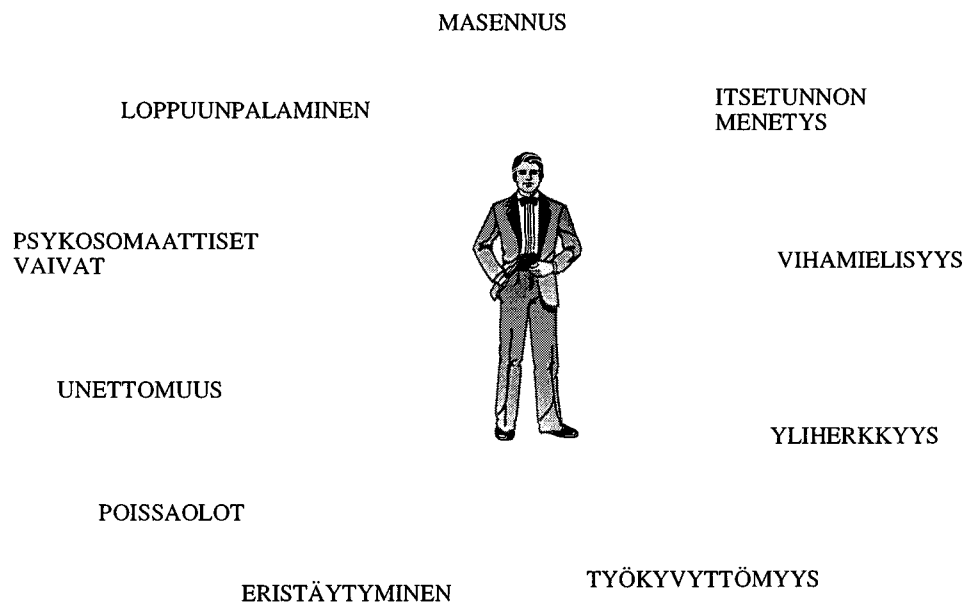 MASENNUS
LOPPUUNPALAMINEN
ITSETUNNON
MENETYS
PSYKOSOMAATTISET
VAIVAT
VIHAMIELISYYS
UNETTOMUUS
YLIHERKKYYS
POISSAOLOT
TYÖKYVYTTÖMYYS
ERISTÄYTYMINEN